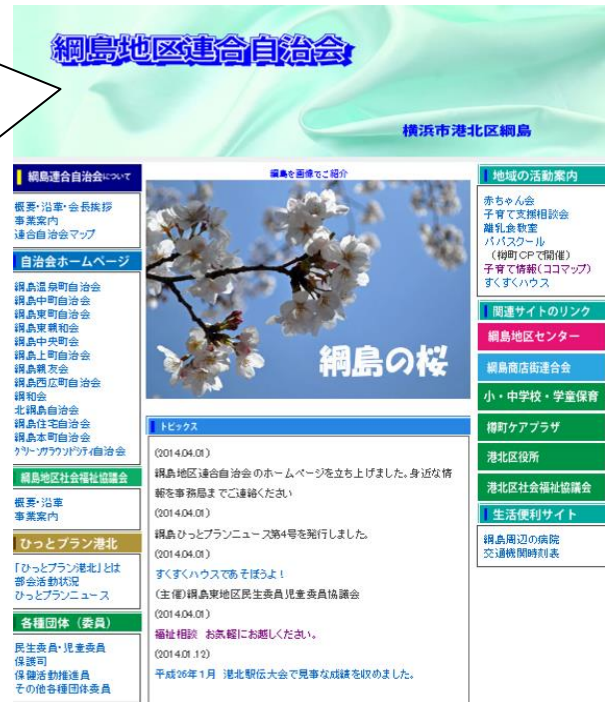 綱島地区連合自治会
横浜市港北区綱島
綱島連合自治会について
概要・沿革・会長挨拶
事業案内
連合自治会マップ
自治会ホームページ
綱島温泉町自治会
綱島中町自治会
綱島東町自治会
綱島東親和会
綱島中央町会
綱島上町自治会
綱島親友会
綱島西広町自治会
綱和会
北綱島自治会
綱島住宅自治会
綱島本町自治会
グリーンサラウンドシティ自治会
綱島地区社会福祉協議会
概要・沿革
事業案内
ひっとプラン港北
「ひっとプラン港北」とは
部会活動状況
ひっとプランニュース
各種団体（委員）
民生委員・児童委員
保護司
保健活動推進員
その他各種団体委員
綱島を画像でご紹介
綱島の桜
トピックス
(2014.04.01)
綱島地区連合自治会のホームページを立ち上げました。身近な情
報を事務局までご連絡ください
(2014.04.01)
綱島ひっとプランニュース第4号を発行しました。
(2014.04.01)
すくすくハウスであそぼうよ！
(主催)綱島東地区民生委員児童委員協議会
(2014.04.01)
福祉相談 お気軽にお越しください。
(2014.01.12)
平成26年1月 港北駅伝大会で見事な成績を収めました。
地域の活動案内
赤ちゃん会
子育て支援相談会
離乳食教室
パパスクール
(樽町CPで開催)
子育て情報(ココマップ)
すくすくハウス
関連サイトのリンク
綱島地区センター
綱島商店街連合会
小・中学校・学童保育
樽町ケアプラザ
港北区役所
港北区社会福祉協議会
生活便利サイト
綱島周辺の病院
交通機関時刻表